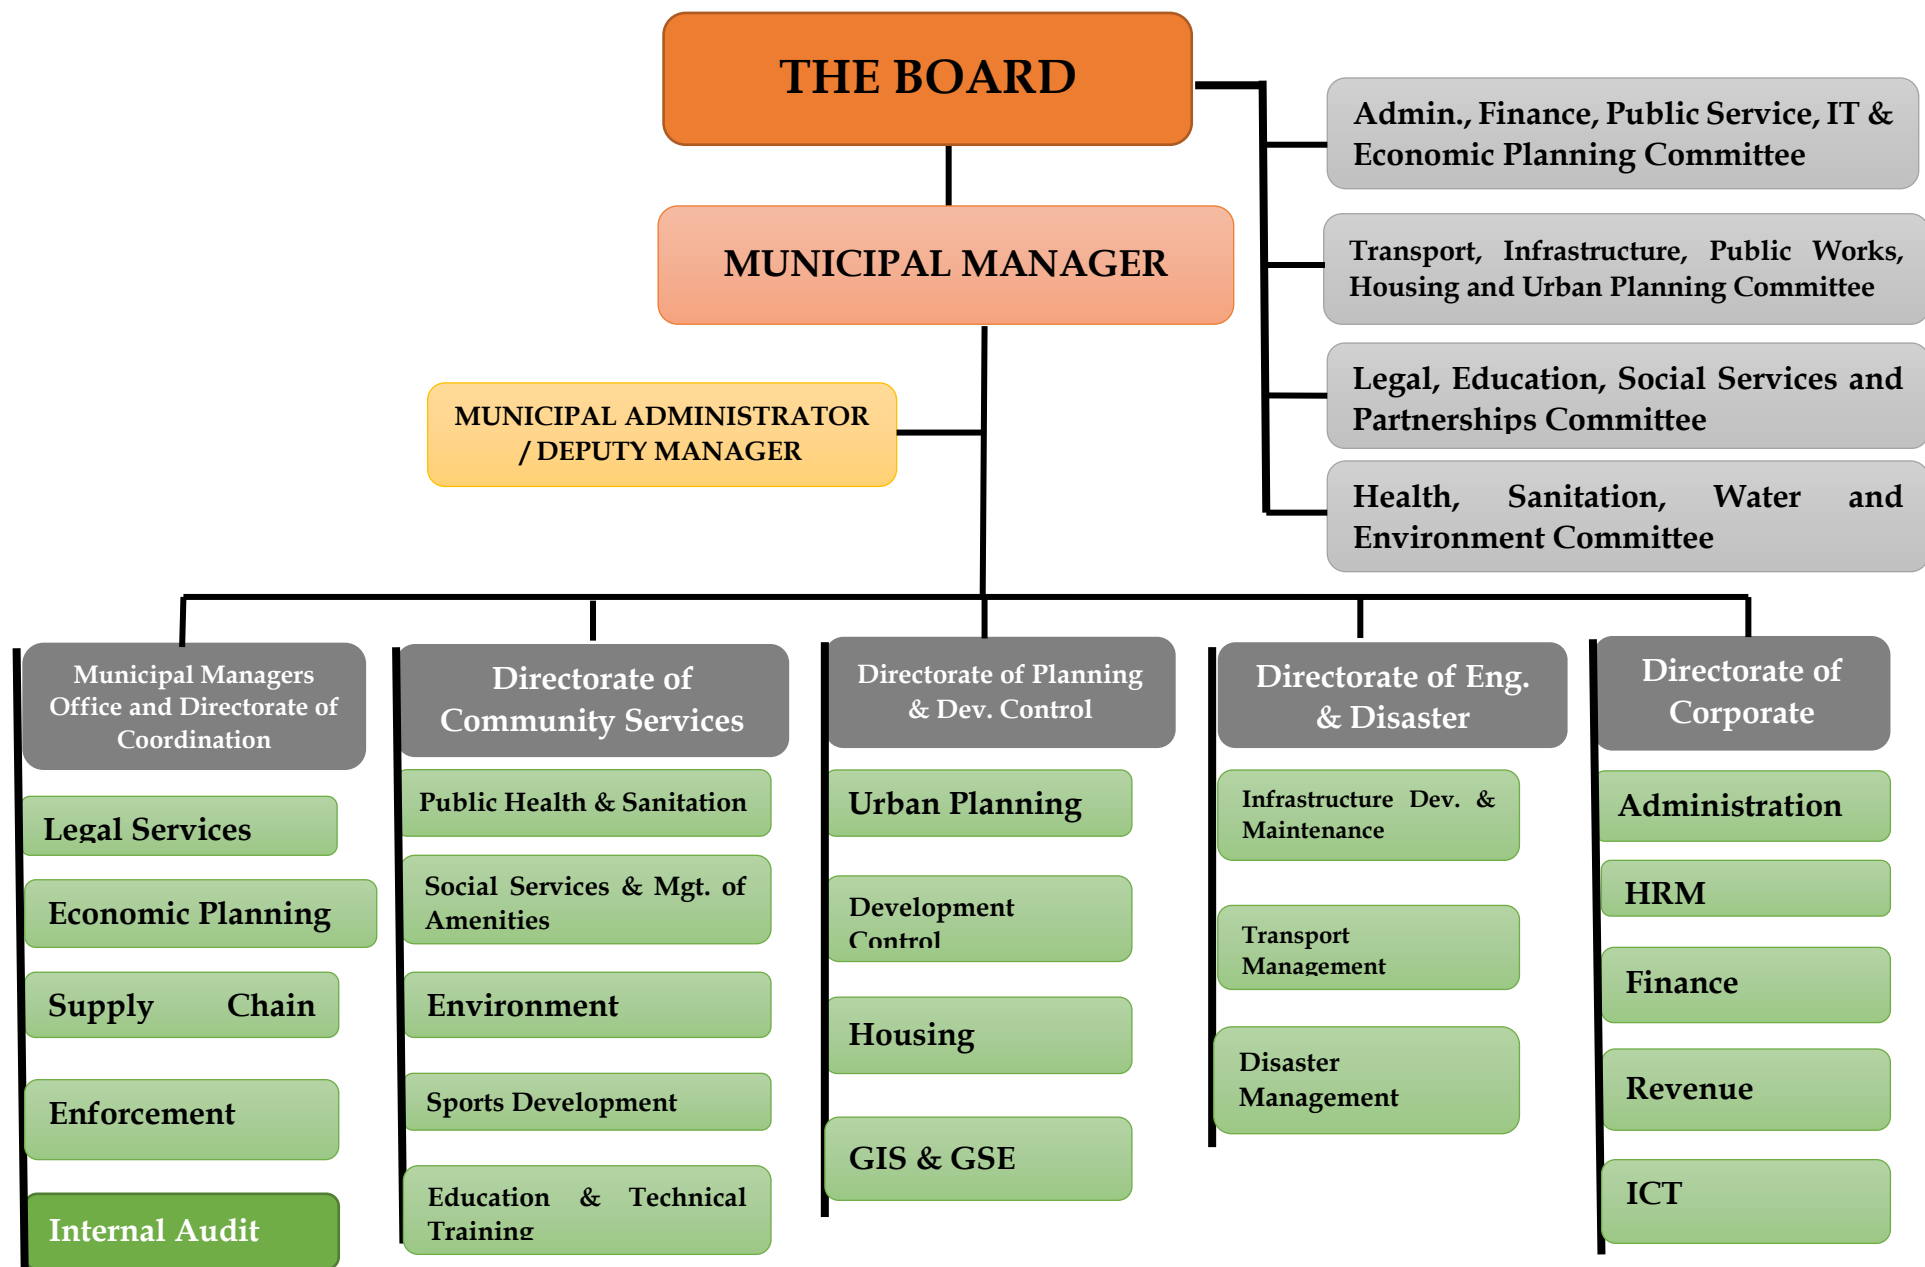 THE BOARD
Admin., Finance, Public Service, IT &
Economic Planning Committee
MUNICIPAL MANAGER
Transport, Infrastructure, Public Works,
Housing and Urban Planning Committee
Legal, Education, Social Services and
Partnerships Committee
MUNICIPAL ADMINISTRATOR
/ DEPUTY MANAGER
Health, Sanitation, Water and
Environment Committee
Municipal Managers
Office and Directorate of
Coordination
Legal Services
Economic Planning
Supply Chain
Enforcement
Internal Audit
Directorate of
Community Services
Public Health & Sanitation
Social Services & Mgt. of
Amenities
Environment
Sports Development
Education & Technical
Training
Directorate of Planning
& Dev. Control
Urban Planning
Development
Control
Housing
GIS & GSE
Directorate of Eng.
& Disaster
Infrastructure Dev. &
Maintenance
Transport
Management
Disaster
Management
Directorate of
Corporate
Administration
HRM
Finance
Revenue
ICT